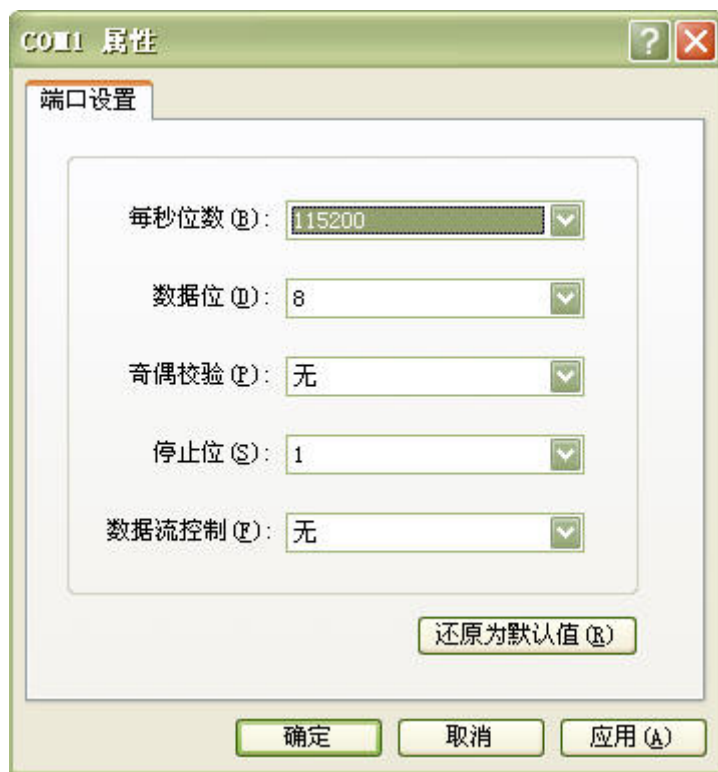 COM1 属性
端口设置
每秒位数(B): 115200
数据位(D): 8
奇偶校验(P): 无
停止位(S): 1
数据流控制(F): 无
还原为默认值(R)
确定 取消 应用(A)